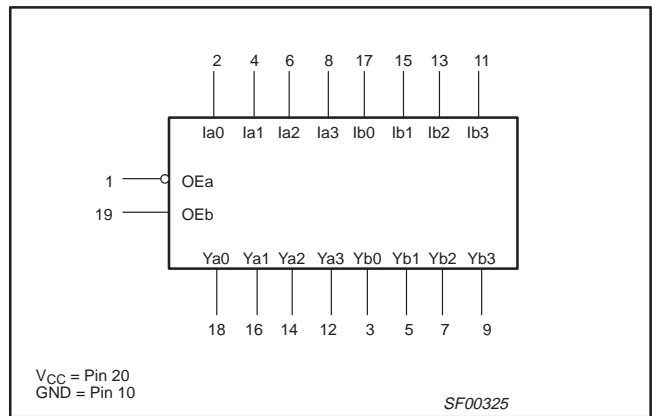 2 4 6 8 17 15 13 11
Ia0 Ia1 Ia2 Ia3 Ib0 Ib1 Ib2 Ib3
1 OEa
19 OEb
Ya0 Ya1 Ya2 Ya3 Yb0 Yb1 Yb2 Yb3
18 16 14 12 3 5 7 9
VCC = Pin 20
GND = Pin 10
SF00325